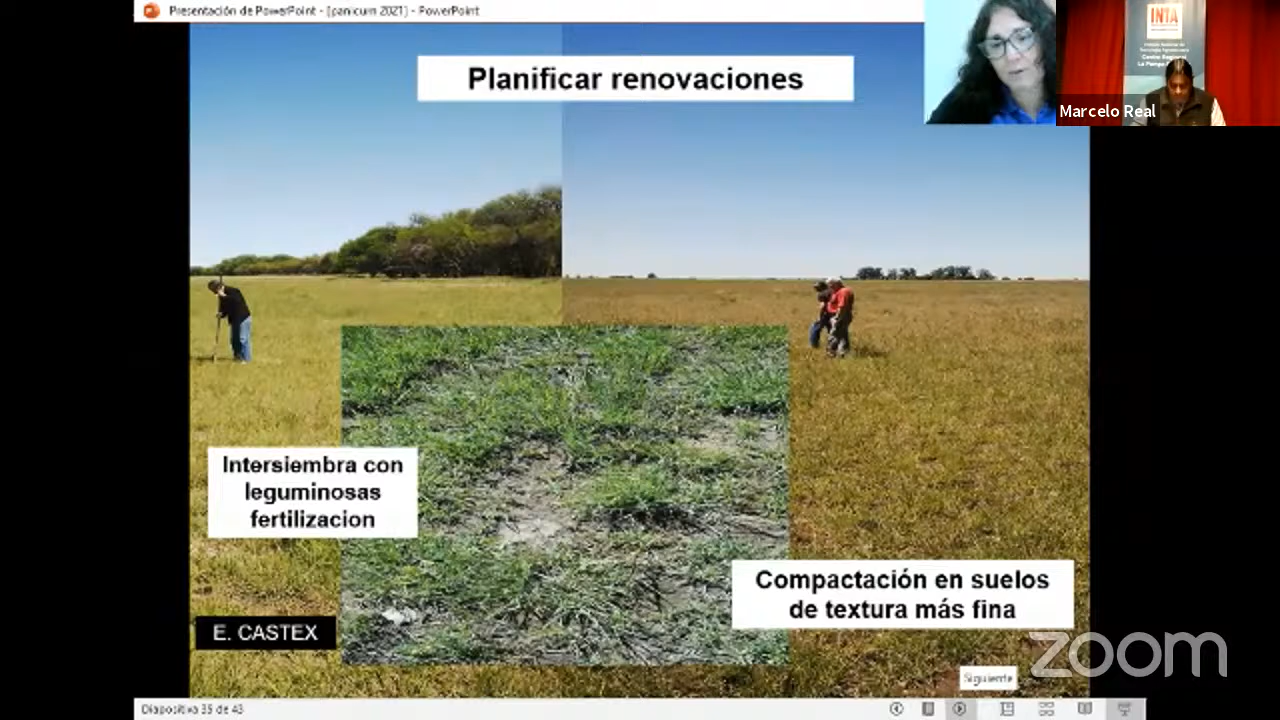 Presentación de PowerPoint - [panicum 2021] - PowerPoint
INTA
Marcelo Real
Planificar renovaciones
Intersiembra con
leguminosas
fertilizacion
Compactación en suelos
de textura más fina
E. CASTEX
zoom
Siguiente
Diapositiva 35 de 43